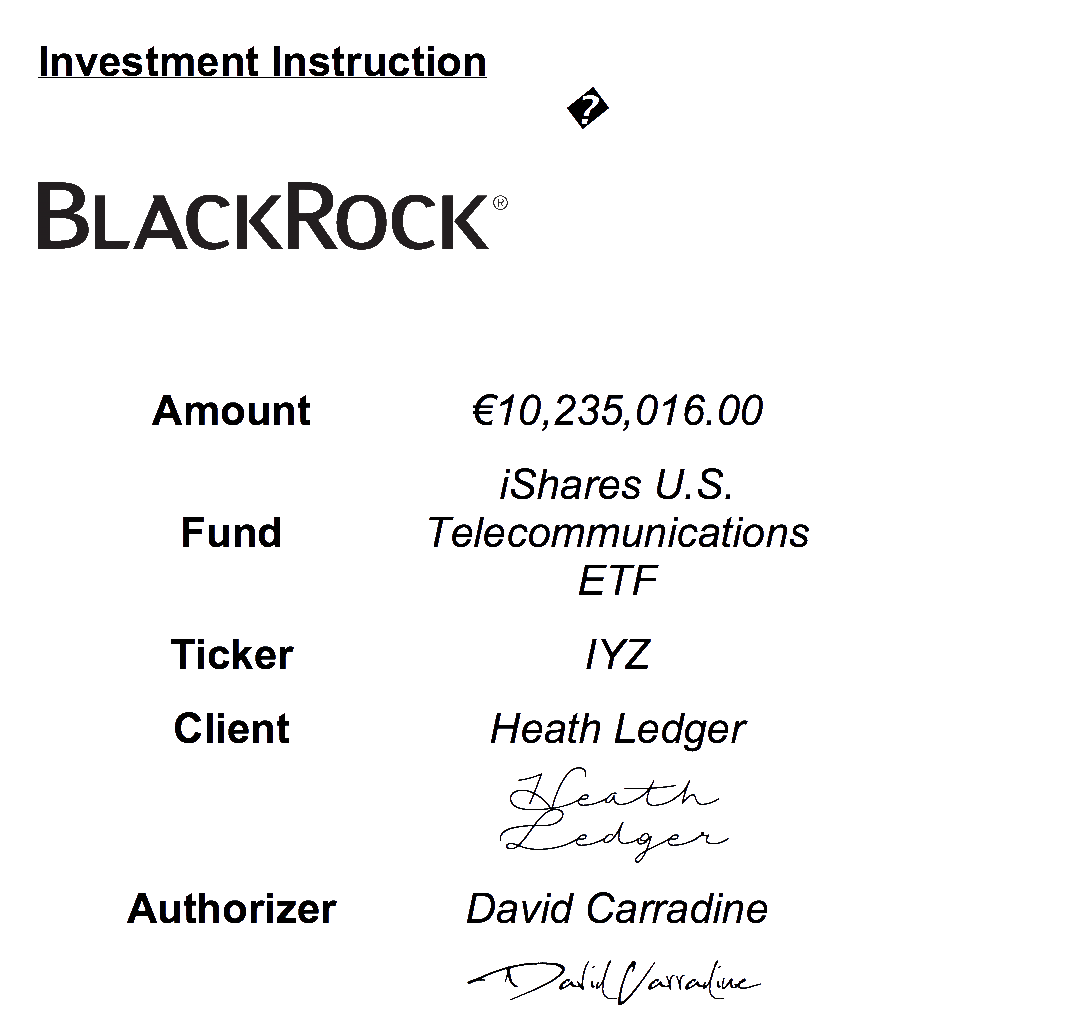 Investment Instruction
�
BLACKROCK®
Amount €10,235,016.00
iShares U.S.
Fund Telecommunications
ETF
Ticker IYZ
Client Heath Ledger
Heath
Ledger
Authorizer David Carradine
David Carradine